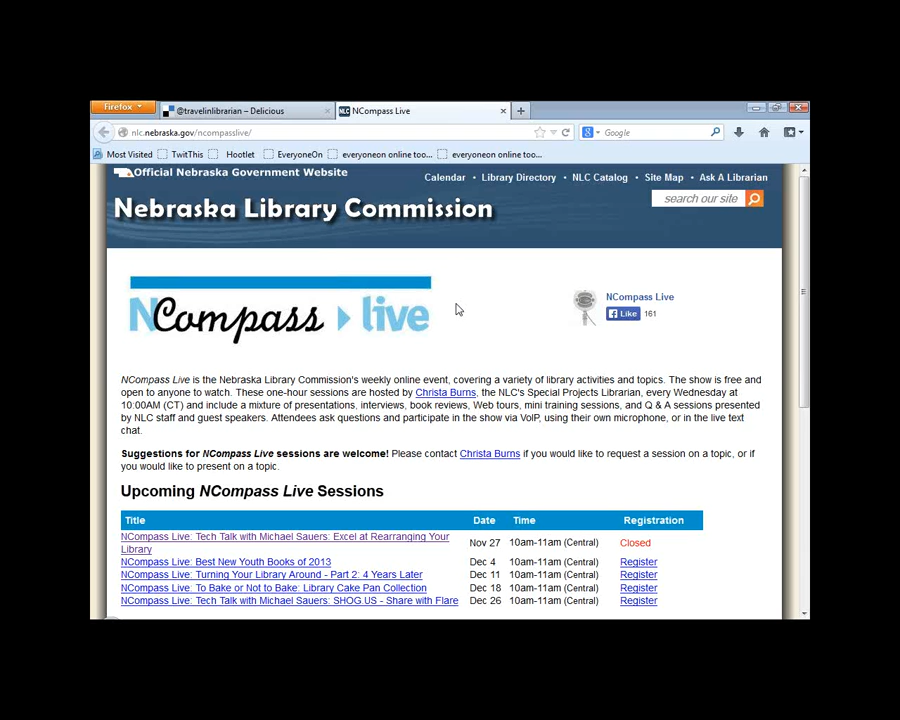 Firefox
@travelinlibrarian – Delicious
NCompass Live
nlc.nebraska.gov/ncompasslive/
Google
Most Visited TwitThis Hootlet EveryoneOn everyoneon online too... everyoneon online too...
Official Nebraska Government Website
Calendar • Library Directory • NLC Catalog • Site Map • Ask A Librarian
Nebraska Library Commission
search our site
NCompass live
NCompass Live
Like 161
NCompass Live is the Nebraska Library Commission's weekly online event, covering a variety of library activities and topics. The show is free and
open to anyone to watch. These one-hour sessions are hosted by Christa Burns, the NLC's Special Projects Librarian, every Wednesday at
10:00AM (CT) and include a mixture of presentations, interviews, book reviews, Web tours, mini training sessions, and Q & A sessions presented
by NLC staff and guest speakers. Attendees ask questions and participate in the show via VoIP, using their own microphone, or in the live text
chat.
Suggestions for NCompass Live sessions are welcome! Please contact Christa Burns if you would like to request a session on a topic, or if
you would like to present on a topic.
Upcoming NCompass Live Sessions
Title Date Time Registration
NCompass Live: Tech Talk with Michael Sauers: Excel at Rearranging Your
Library Nov 27 10am-11am (Central) Closed
NCompass Live: Best New Youth Books of 2013 Dec 4 10am-11am (Central) Register
NCompass Live: Turning Your Library Around - Part 2: 4 Years Later Dec 11 10am-11am (Central) Register
NCompass Live: To Bake or Not to Bake: Library Cake Pan Collection Dec 18 10am-11am (Central) Register
NCompass Live: Tech Talk with Michael Sauers: SHOG.US - Share with Flare Dec 26 10am-11am (Central) Register